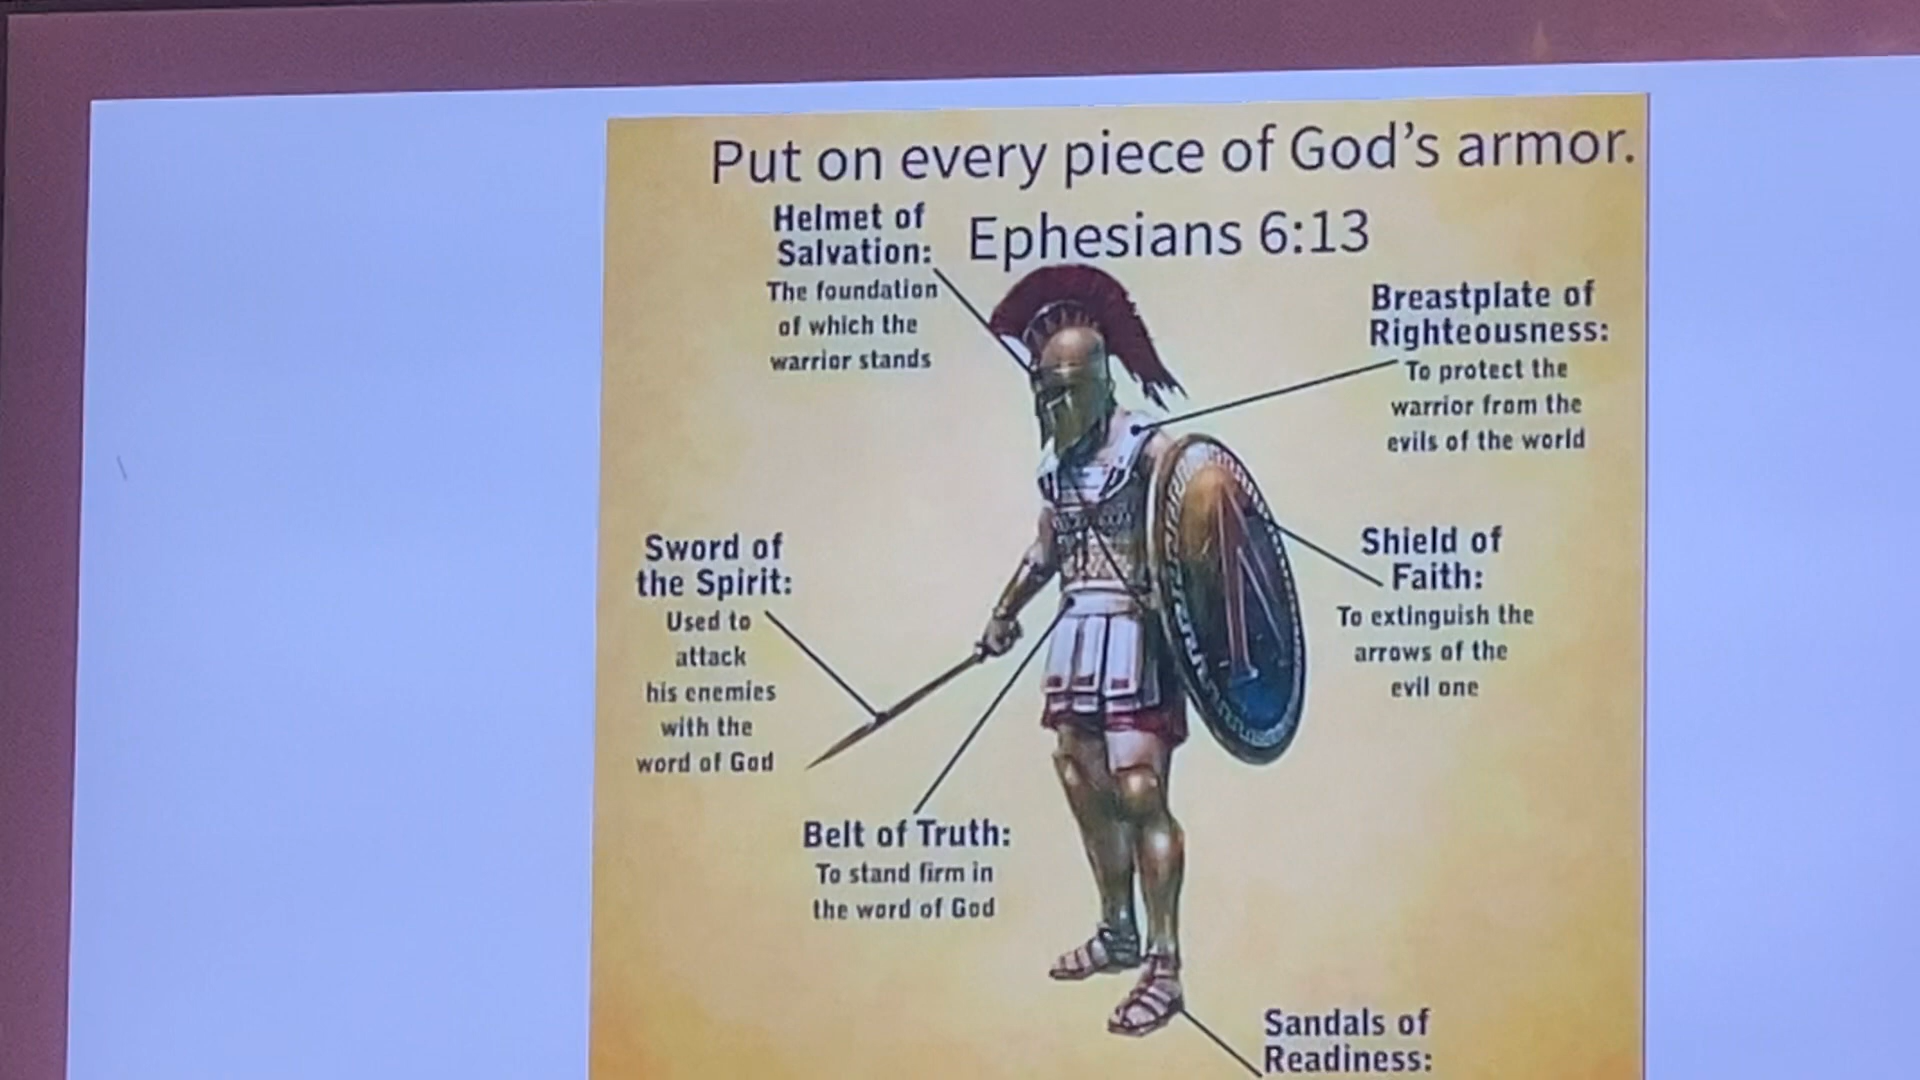 Put on every piece of God's armor.
Ephesians 6:13
Helmet of
Salvation:
The foundation
of which the
warrior stands
Breastplate of
Righteousness:
To protect the
warrior from the
evils of the world
Sword of
the Spirit:
Used to
attack
his enemies
with the
word of God
Shield of
Faith:
To extinguish the
arrows of the
evil one
Belt of Truth:
To stand firm in
the word of God
Sandals of
Readiness: